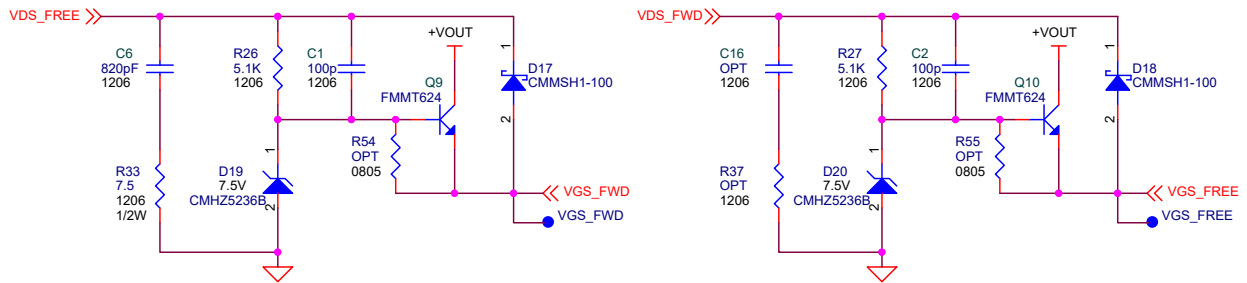 VDS_FREE
C6
820pF
1206
R26
5.1K
1206
C1
100p
1206
+VOUT
Q9
FMMT624
1
D17
CMMSH1-100
2
R54
OPT
0805
R33
7.5
1206
1/2W
D19
7.5V
CMHZ5236B
1
2
VGS_FWD
VGS_FWD
VDS_FWD
C16
OPT
1206
R27
5.1K
1206
C2
100p
1206
+VOUT
Q10
FMMT624
1
D18
CMMSH1-100
2
R55
OPT
0805
R37
OPT
1206
D20
7.5V
CMHZ5236B
1
2
VGS_FREE
VGS_FREE